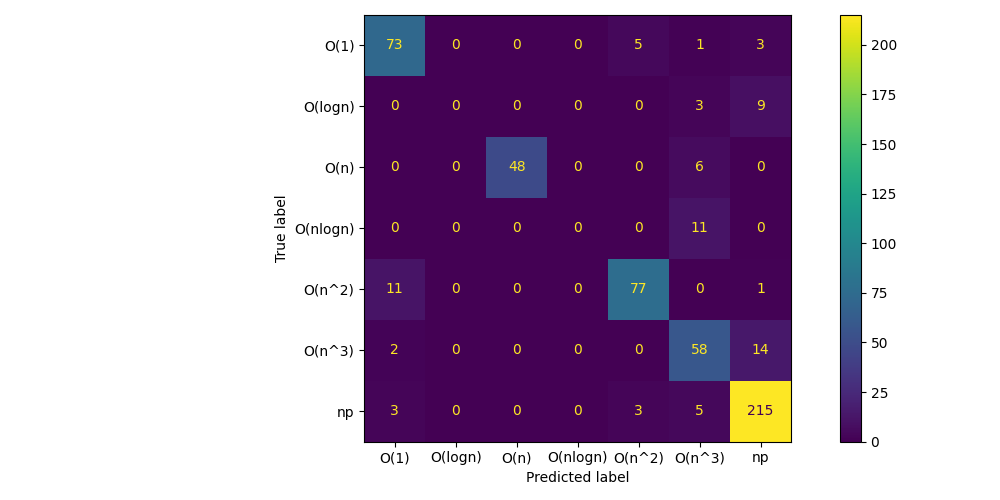 O(1) 73 0 0 0 5 1 3
O(logn) 0 0 0 0 0 3 9
O(n) 0 0 48 0 0 6 0
O(nlogn) 0 0 0 0 0 11 0
O(n^2) 11 0 0 0 77 0 1
O(n^3) 2 0 0 0 0 58 14
np 3 0 0 0 3 5 215
O(1) O(logn) O(n) O(nlogn) O(n^2) O(n^3) np
Predicted label
True label
200
175
150
125
100
75
50
25
0